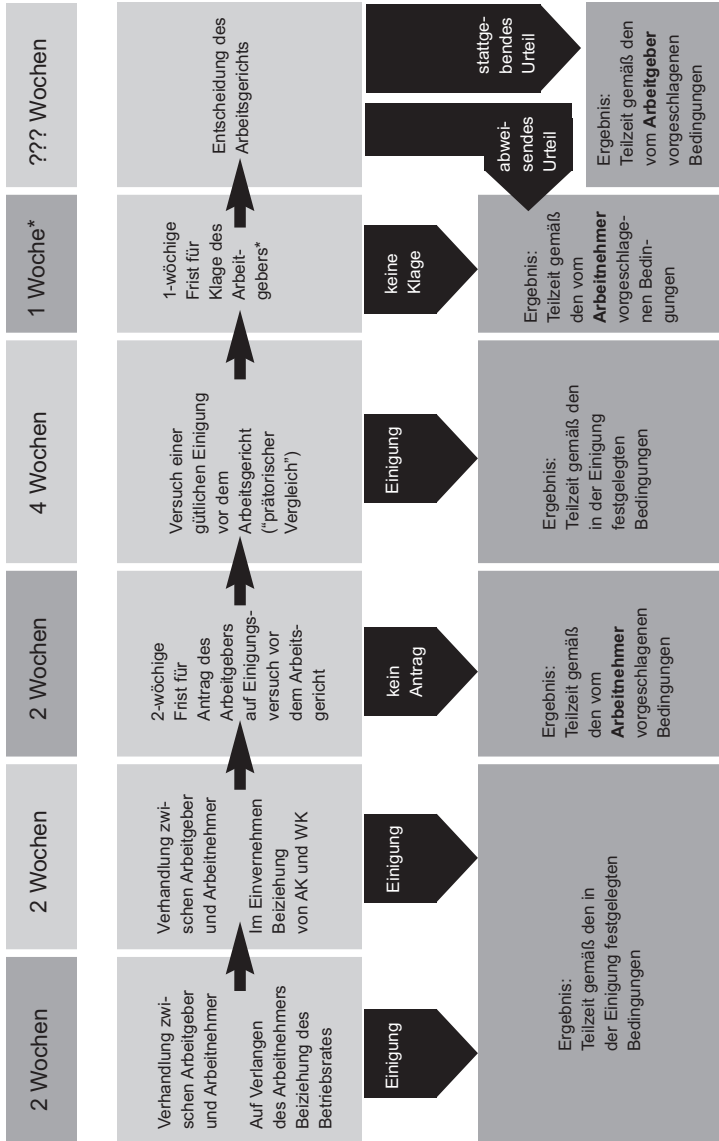 2 Wochen
2 Wochen
2 Wochen
4 Wochen
1 Woche*
??? Wochen
Verhandlung zwi-
schen Arbeitgeber
und Arbeitnehmer
Auf Verlangen
des Arbeitnehmers
Beiziehung des
Betriebsrates
Verhandlung zwi-
schen Arbeitgeber
und Arbeitnehmer
Im Einvernehmen
Beiziehung
von AK und WK
2-wöchige
Frist für
Antrag des
Arbeitgebers
auf Einigungs-
versuch vor
dem Arbeits-
gericht
Versuch einer
gütlichen Einigung
vor dem
Arbeitsgericht
(“prätorischer
Vergleich”)
1-wöchige
Frist für
Klage des
Arbeit-
gebers*
Entscheidung des
Arbeitsgerichts
Einigung
Einigung
kein
Antrag
Einigung
keine
Klage
abwei-
sendes
Urteil
stattge-
bendes
Urteil
Ergebnis:
Teilzeit gemäß den in
der Einigung festgelegten
Bedingungen
Ergebnis:
Teilzeit gemäß
den vom
Arbeitnehmer
vorgeschlagenen
Bedingungen
Ergebnis:
Teilzeit gemäß den
in der Einigung
festgelegten
Bedingungen
Ergebnis:
Teilzeit gemäß
den vom
Arbeitnehmer
vorgeschlage-
nen Bedin-
gungen
Ergebnis:
Teilzeit gemäß den
vom Arbeitgeber
vorgeschlagenen
Bedingungen